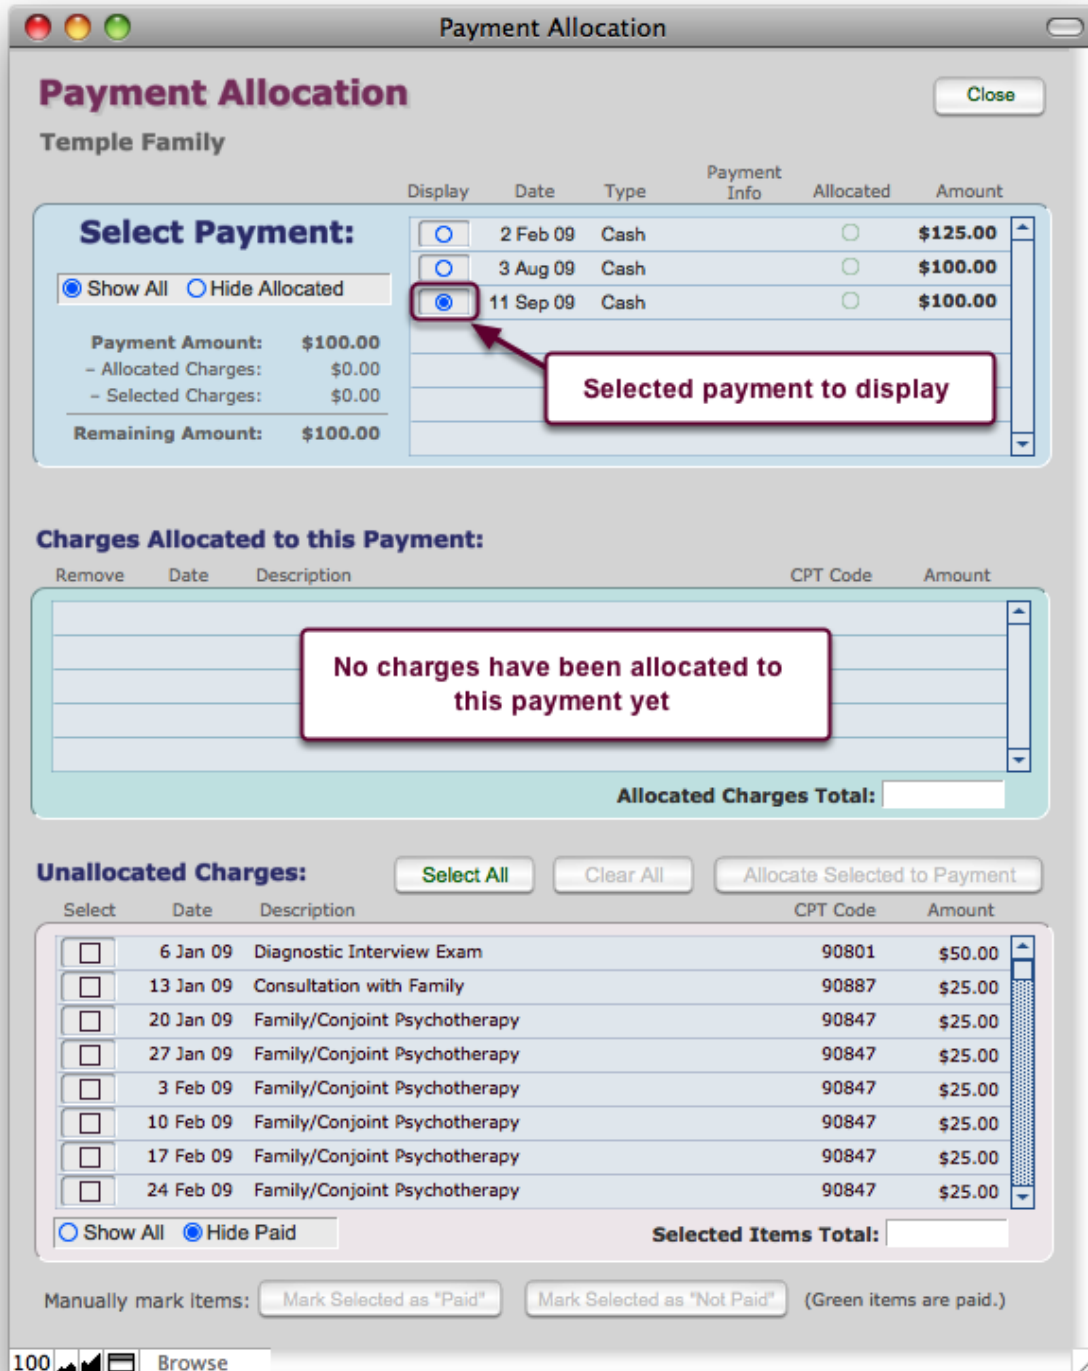 Payment Allocation
Payment Allocation
Close
Temple Family
Display Date Type Payment Info Allocated Amount
Select Payment:
Show All Hide Allocated
Payment Amount: $100.00
– Allocated Charges: $0.00
– Selected Charges: $0.00
Remaining Amount: $100.00
2 Feb 09 Cash $125.00
3 Aug 09 Cash $100.00
11 Sep 09 Cash $100.00
Selected payment to display
Charges Allocated to this Payment:
Remove Date Description CPT Code Amount
No charges have been allocated to
this payment yet
Allocated Charges Total:
Unallocated Charges: Select All Clear All Allocate Selected to Payment
Select Date Description CPT Code Amount
6 Jan 09 Diagnostic Interview Exam 90801 $50.00
13 Jan 09 Consultation with Family 90887 $25.00
20 Jan 09 Family/Conjoint Psychotherapy 90847 $25.00
27 Jan 09 Family/Conjoint Psychotherapy 90847 $25.00
3 Feb 09 Family/Conjoint Psychotherapy 90847 $25.00
10 Feb 09 Family/Conjoint Psychotherapy 90847 $25.00
17 Feb 09 Family/Conjoint Psychotherapy 90847 $25.00
24 Feb 09 Family/Conjoint Psychotherapy 90847 $25.00
Show All Hide Paid Selected Items Total:
Manually mark items: Mark Selected as "Paid" Mark Selected as "Not Paid" (Green items are paid.)
100 Browse